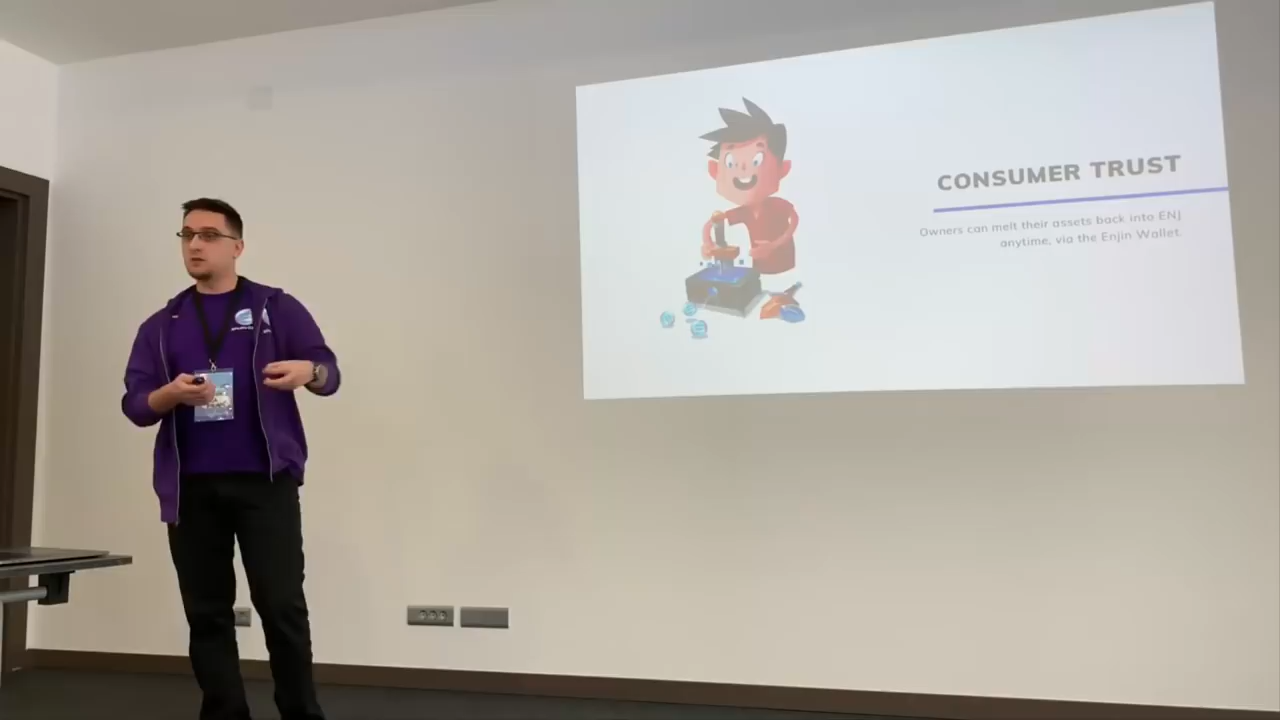 CONSUMER TRUST
Owners can melt their assets back into ENJ
anytime, via the Enjin Wallet.